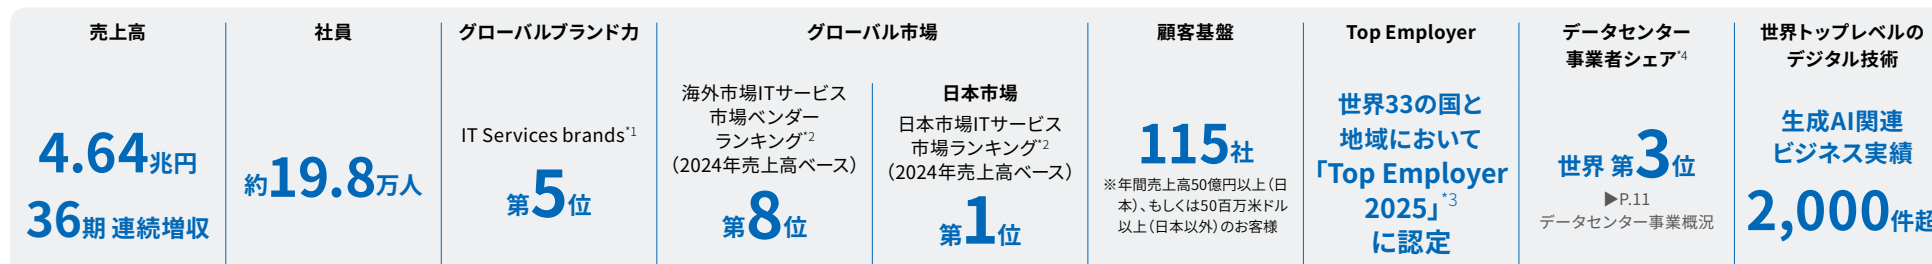 売上高
4.64兆円
36期 連続増収
社員
約19.8万人
グローバルブランド力
IT Services brands*1
第5位
グローバル市場
海外市場ITサービス
市場ベンダー
ランキング*2
（2024年売上高ベース）
第8位
日本市場
日本市場ITサービス
市場ランキング*2
（2024年売上高ベース）
第1位
顧客基盤
115社
※年間売上高50億円以上（日
本）、もしくは50百万米ドル
以上（日本以外）のお客様
Top Employer
世界33の国と
地域において
「Top Employer
2025」*3
に認定
データセンター
事業者シェア*4
世界 第3位
▶P.11
データセンター事業概況
世界トップレベルの
デジタル技術
生成AI関連
ビジネス実績
2,000件超